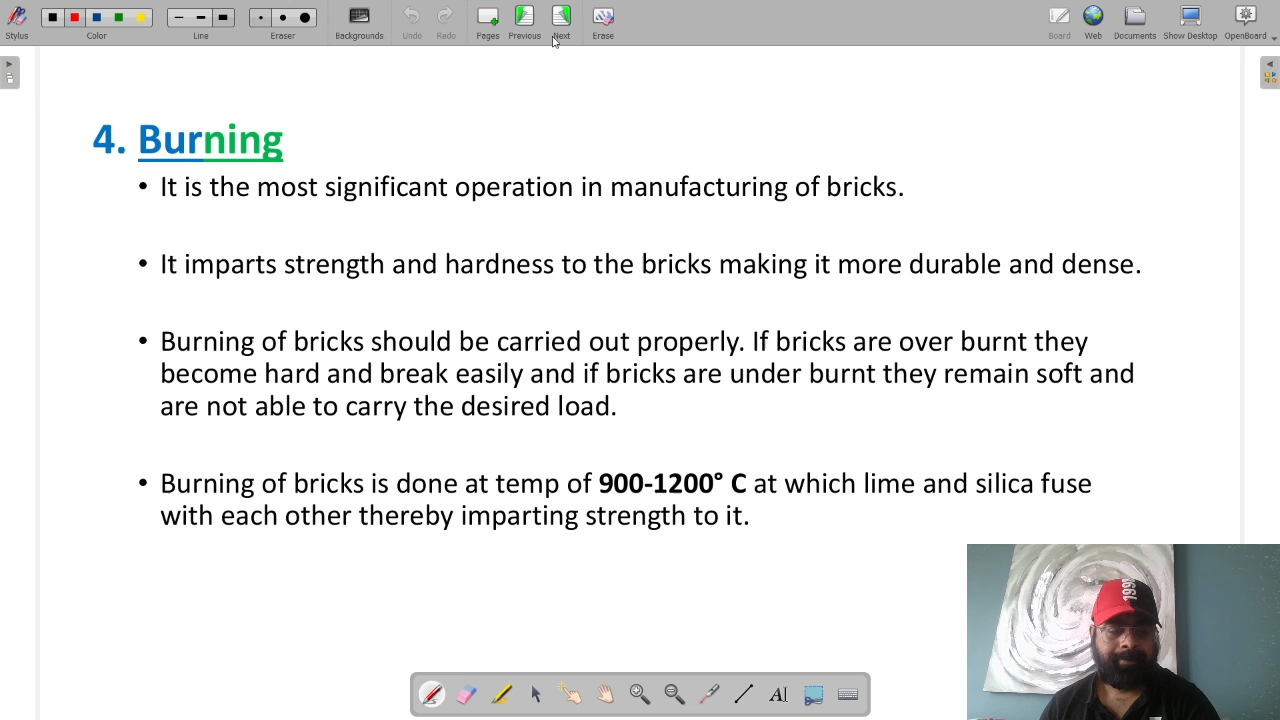 Stylus
Color
Line
Eraser
Backgrounds
Undo
Redo
Pages
Previous
Next
Erase
Board
Web
Documents
Show Desktop
OpenBoard
4. Burning
• It is the most significant operation in manufacturing of bricks.
• It imparts strength and hardness to the bricks making it more durable and dense.
• Burning of bricks should be carried out properly. If bricks are over burnt they
become hard and break easily and if bricks are under burnt they remain soft and
are not able to carry the desired load.
• Burning of bricks is done at temp of 900-1200° C at which lime and silica fuse
with each other thereby imparting strength to it.
AI